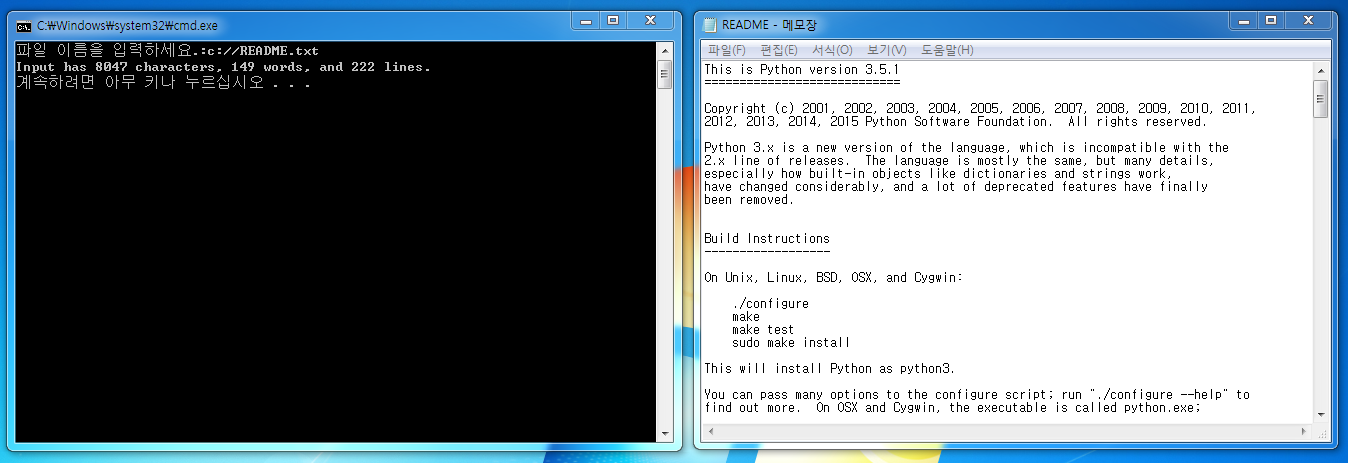 C:\Windows\system32\cmd.exe
파일 이름을 입력하세요.:c://README.txt
Input has 8047 characters, 149 words, and 222 lines.
계속하려면 아무 키나 누르십시오 . . .
README - 메모장
파일(F) 편집(E) 서식(O) 보기(V) 도움말(H)
This is Python version 3.5.1
============================
Copyright (c) 2001, 2002, 2003, 2004, 2005, 2006, 2007, 2008, 2009, 2010, 2011,
2012, 2013, 2014, 2015 Python Software Foundation.  All rights reserved.
Python 3.x is a new version of the language, which is incompatible with the
2.x line of releases.  The language is mostly the same, but many details,
especially how built-in objects like dictionaries and strings work,
have changed considerably, and a lot of deprecated features have finally
been removed.
Build Instructions
------------------
On Unix, Linux, BSD, OSX, and Cygwin:
./configure
make
make test
sudo make install
This will install Python as python3.
You can pass many options to the configure script; run "./configure --help" to
find out more.  On OSX and Cygwin, the executable is called python.exe;